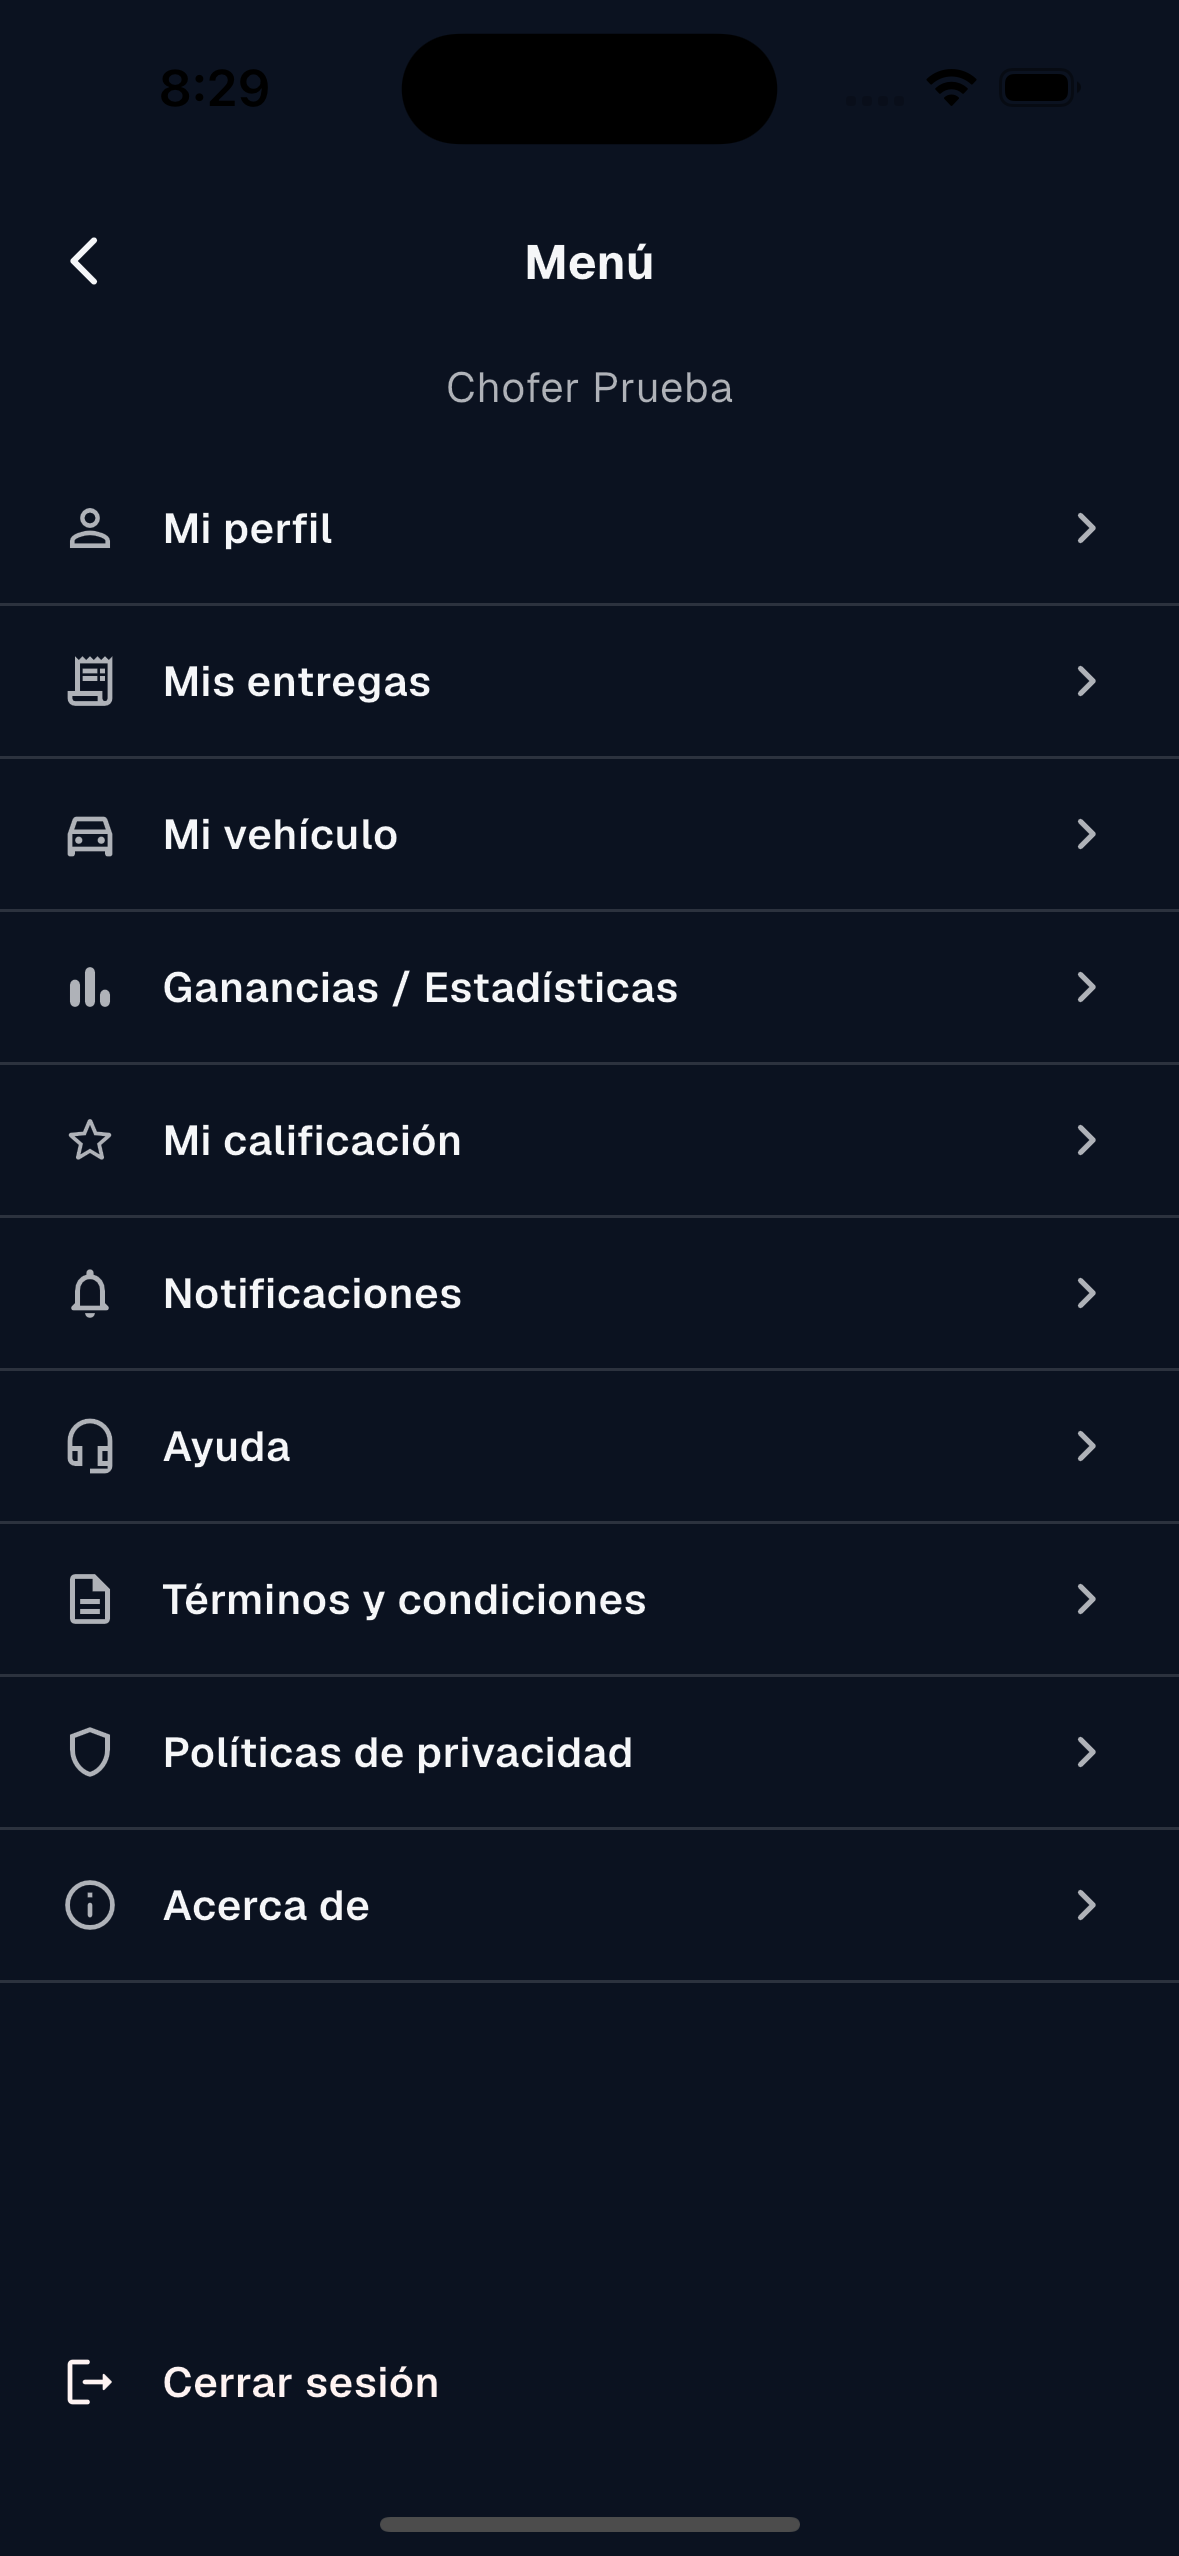 8:29
Menú
Chofer Prueba
Mi perfil
Mis entregas
Mi vehículo
Ganancias / Estadísticas
Mi calificación
Notificaciones
Ayuda
Términos y condiciones
Políticas de privacidad
Acerca de
Cerrar sesión